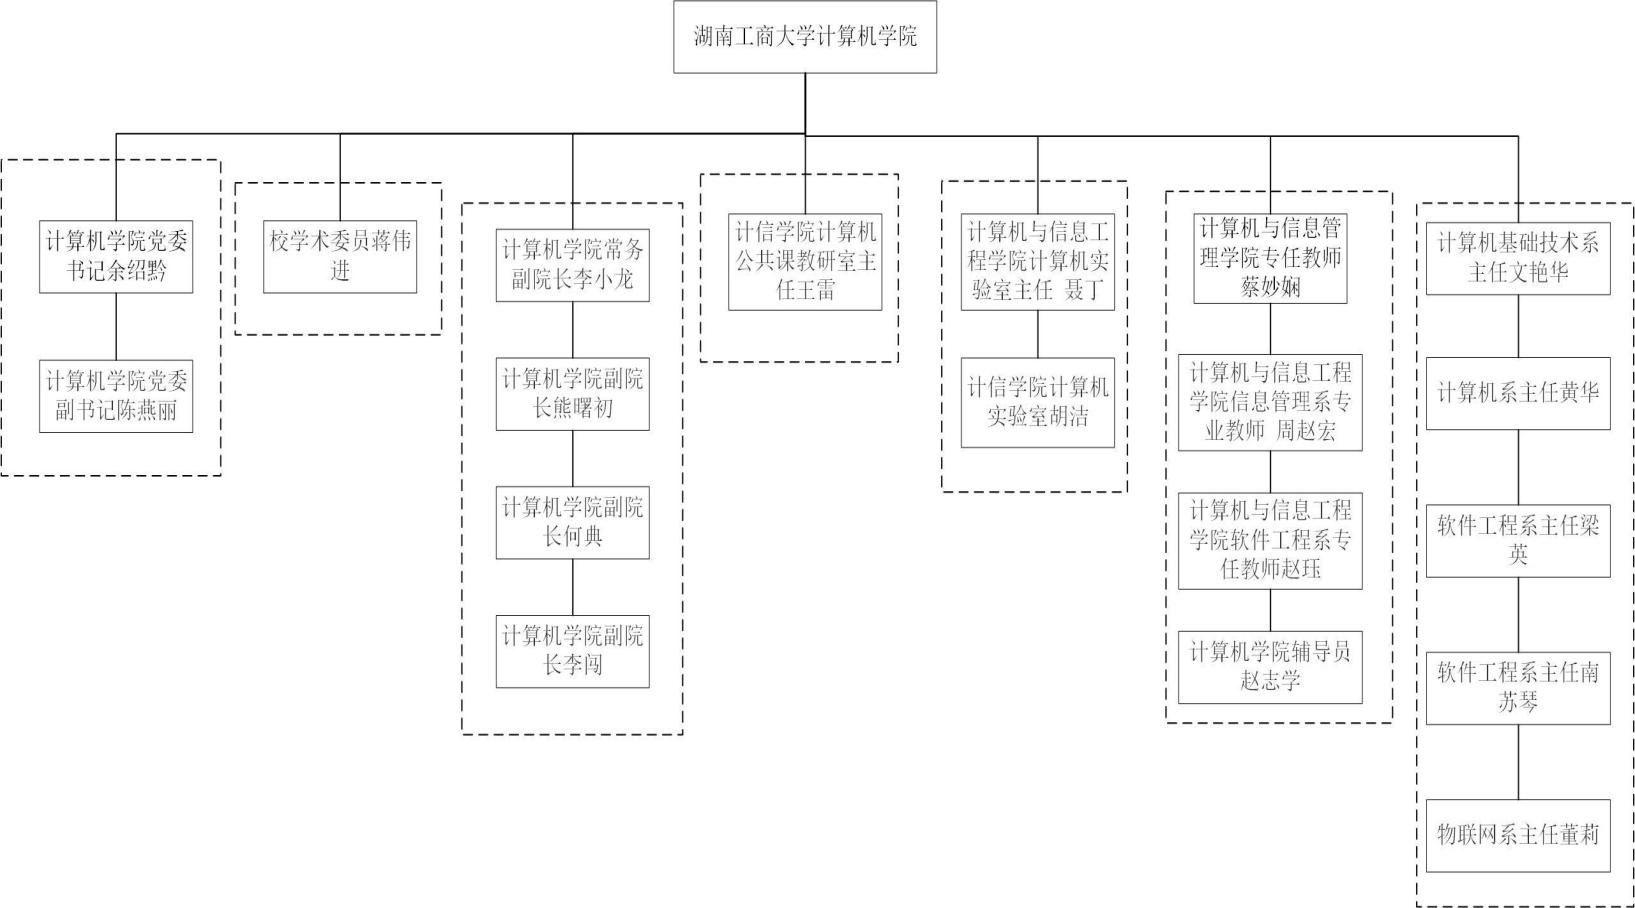 湖南工商大学计算机学院
计算机学院党委
书记余绍黔
计算机学院党委
副书记陈燕丽
校学术委员蒋伟
进
计算机学院常务
副院长李小龙
计算机学院副院
长熊曙初
计算机学院副院
长何典
计算机学院副院
长李闯
计信学院计算机
公共课教研室主
任王雷
计算机与信息工
程学院计算机实
验室主任 聂丁
计信学院计算机
实验室胡洁
计算机与信息管
理学院专任教师
蔡妙娴
计算机与信息工程
学院信息管理系专
业教师 周赵宏
计算机与信息工程
学院软件工程系专
任教师赵珏
计算机学院辅导员
赵志学
计算机基础技术系
主任文艳华
计算机系主任黄华
软件工程系主任梁
英
软件工程系主任南
苏琴
物联网系主任董莉